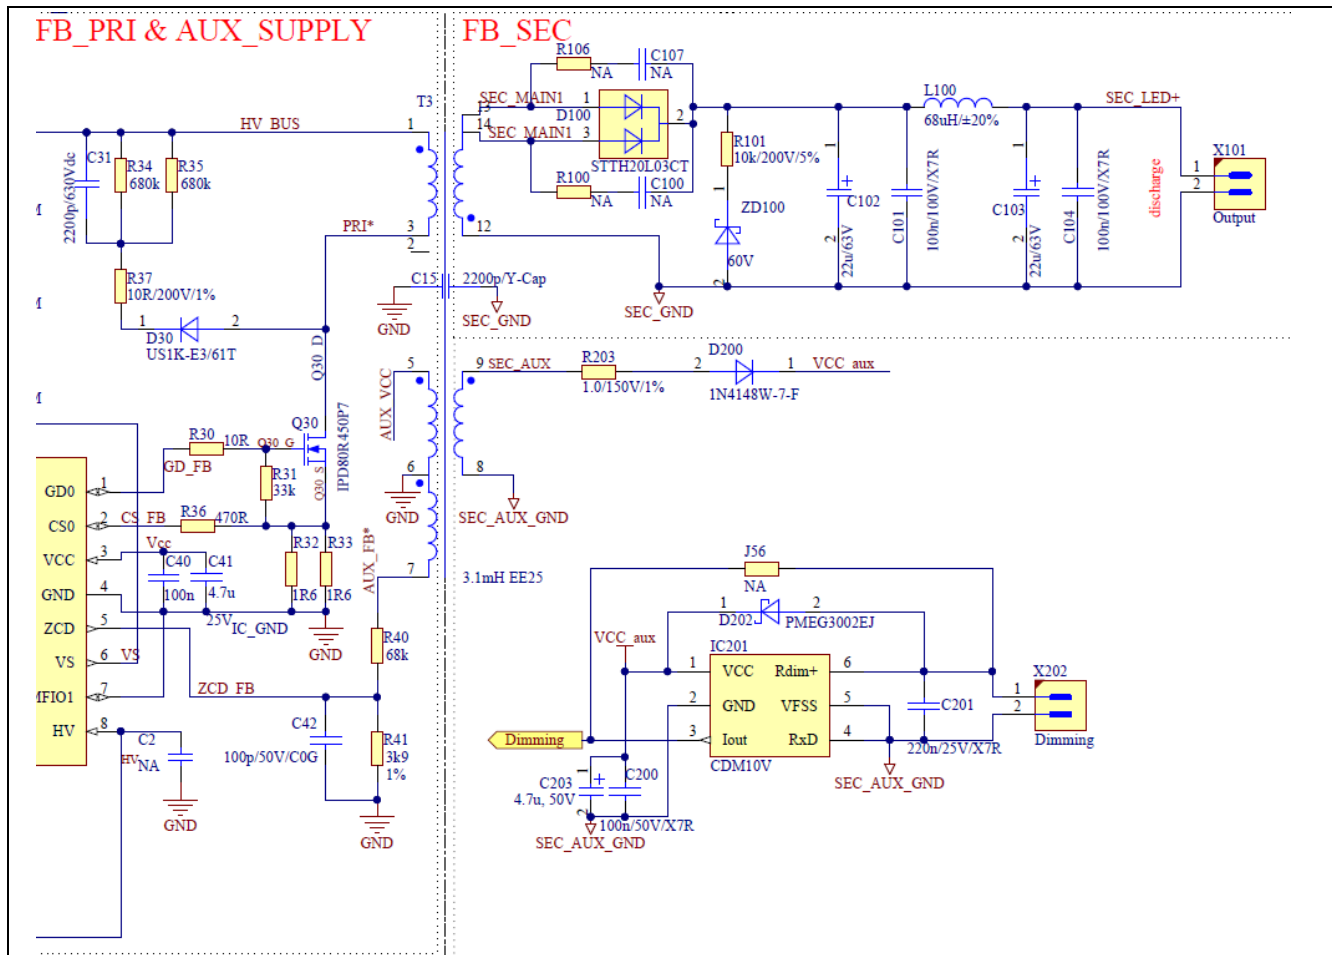 FB_PRI & AUX_SUPPLY
FB_SEC
HV_BUS
T3
1
C31
2200p/630Vdc
R34
680k
R35
680k
PRI*
3
2
R37
10R/200V/1%
1
2
D30
US1K-E3/61T
Q30_D
C15
2200p/Y-Cap
GND
SEC_GND
R106
NA
C107
NA
SEC_MAIN1
13
14
SEC_MAIN1
1
D100
3
2
STTH20L03CT
R100
NA
C100
NA
12
SEC_GND
R101
10k/200V/5%
1
ZD100
60V
2
1
C102
2
22u/63V
C101
100n/100V/X7R
L100
68uH/±20%
1
C103
2
22u/63V
C104
100n/100V/X7R
SEC_LED+
discharge
X101
1
2
Output
5
AUX_VCC
6
GND
9
SEC_AUX
R203
1.0/150V/1%
D200
2
1
1N4148W-7-F
VCC_aux
8
SEC_AUX_GND
AUX_FB*
7
3.1mH EE25
Q30
IPD80R450P7
R30
10R
Q30_G
GD_FB
R31
33k
Q30_S
GD0
1
CS0
2
CS_FB
R36
470R
VCC
3
Vcc
C40
100n
C41
4.7u
25V
R32
1R6
R33
1R6
GND
4
IC_GND
GND
ZCD
5
VS
6
VS
MFIO1
7
ZCD_FB
HV
8
HV
C2
NA
GND
C42
100p/50V/C0G
R40
68k
R41
3k9
1%
GND
J56
NA
1
2
D202
PMEG3002EJ
VCC_aux
IC201
1
VCC
Rdim+
6
2
GND
VFSS
5
3
Iout
RxD
4
CDM10V
Dimming
1
C203
4.7u, 50V
2
C200
100n/50V/X7R
SEC_AUX_GND
C201
220n/25V/X7R
SEC_AUX_GND
X202
1
2
Dimming